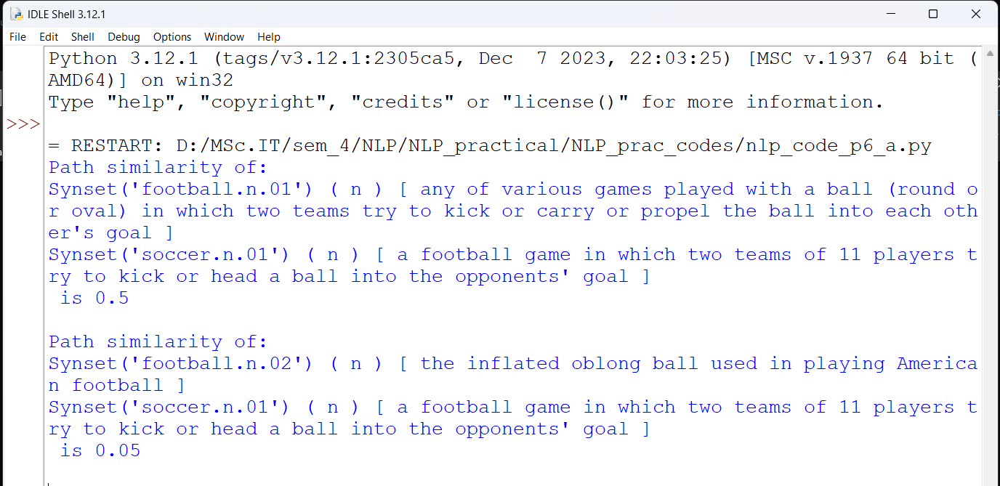 IDLE Shell 3.12.1
File Edit Shell Debug Options Window Help
Python 3.12.1 (tags/v3.12.1:2305ca5, Dec  7 2023, 22:03:25) [MSC v.1937 64 bit (
AMD64)] on win32
Type "help", "copyright", "credits" or "license()" for more information.
>>>
= RESTART: D:/MSc.IT/sem_4/NLP/NLP_practical/NLP_prac_codes/nlp_code_p6_a.py
Path similarity of:
Synset('football.n.01') ( n ) [ any of various games played with a ball (round o
r oval) in which two teams try to kick or carry or propel the ball into each oth
er's goal ]
Synset('soccer.n.01') ( n ) [ a football game in which two teams of 11 players t
ry to kick or head a ball into the opponents' goal ]
 is 0.5

Path similarity of:
Synset('football.n.02') ( n ) [ the inflated oblong ball used in playing America
n football ]
Synset('soccer.n.01') ( n ) [ a football game in which two teams of 11 players t
ry to kick or head a ball into the opponents' goal ]
 is 0.05